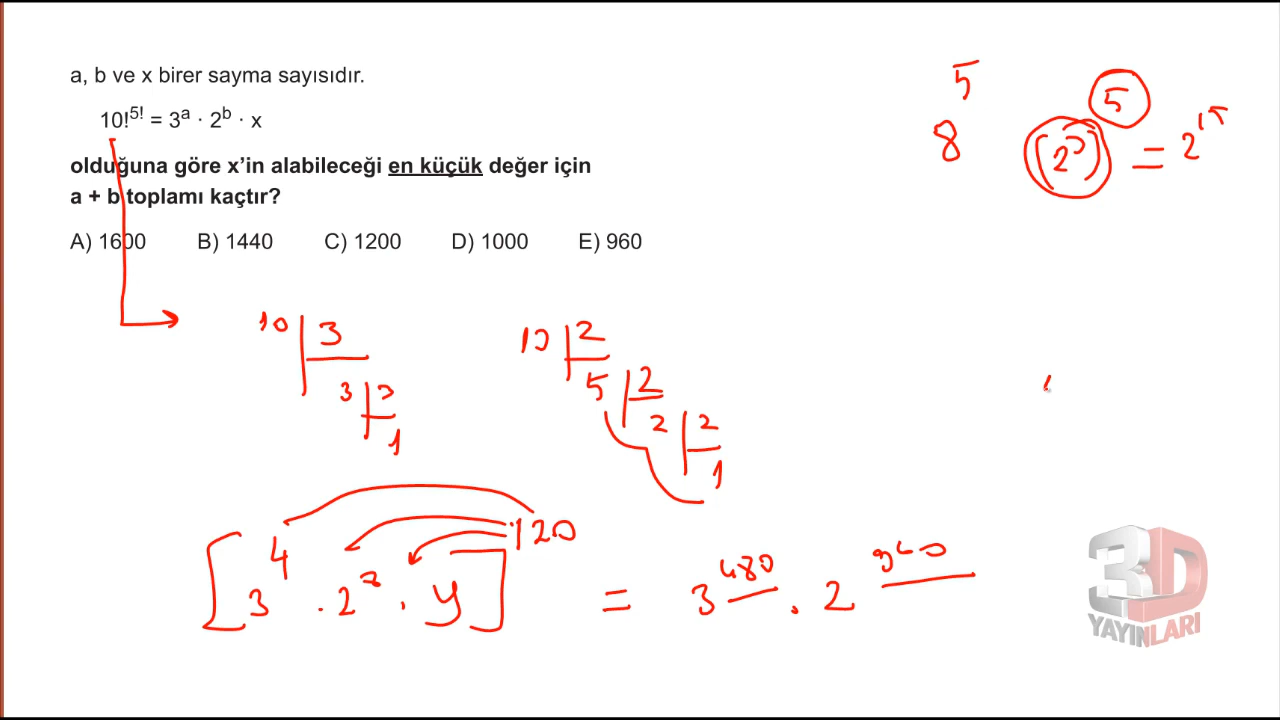 a, b ve x birer sayma sayısıdır.
10!^5! = 3^a · 2^b · x
olduğuna göre x'in alabileceği en küçük değer için
a + b toplamı kaçtır?
A) 1600 B) 1440 C) 1200 D) 1000 E) 960
8^5 (2^3)^5 = 2^15
10 | 3
3 | 3
1
10 | 2
5 | 2
2 | 2
1
[3^4 . 2^8 . y]^120 = 3^480 . 2
3D
YAYINLARI